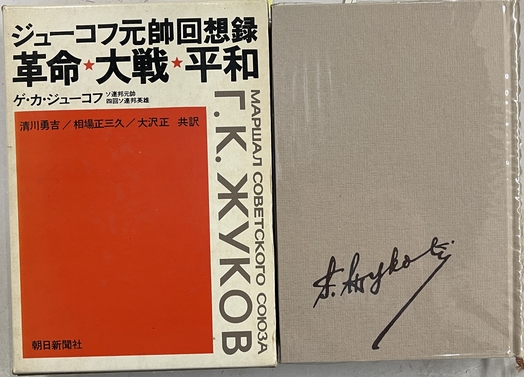 ジューコフ元帥回想録
革命★大戦★平和
ゲ・カ・ジューコフ
ソ連邦元帥
四回ソ連邦英雄
清川勇吉／相場正三久／大沢正 共訳
МАРШАЛ СОВЕТСКОГО СОЮЗА
Г. К. ЖУКОВ
朝日新聞社
Г. Жуков